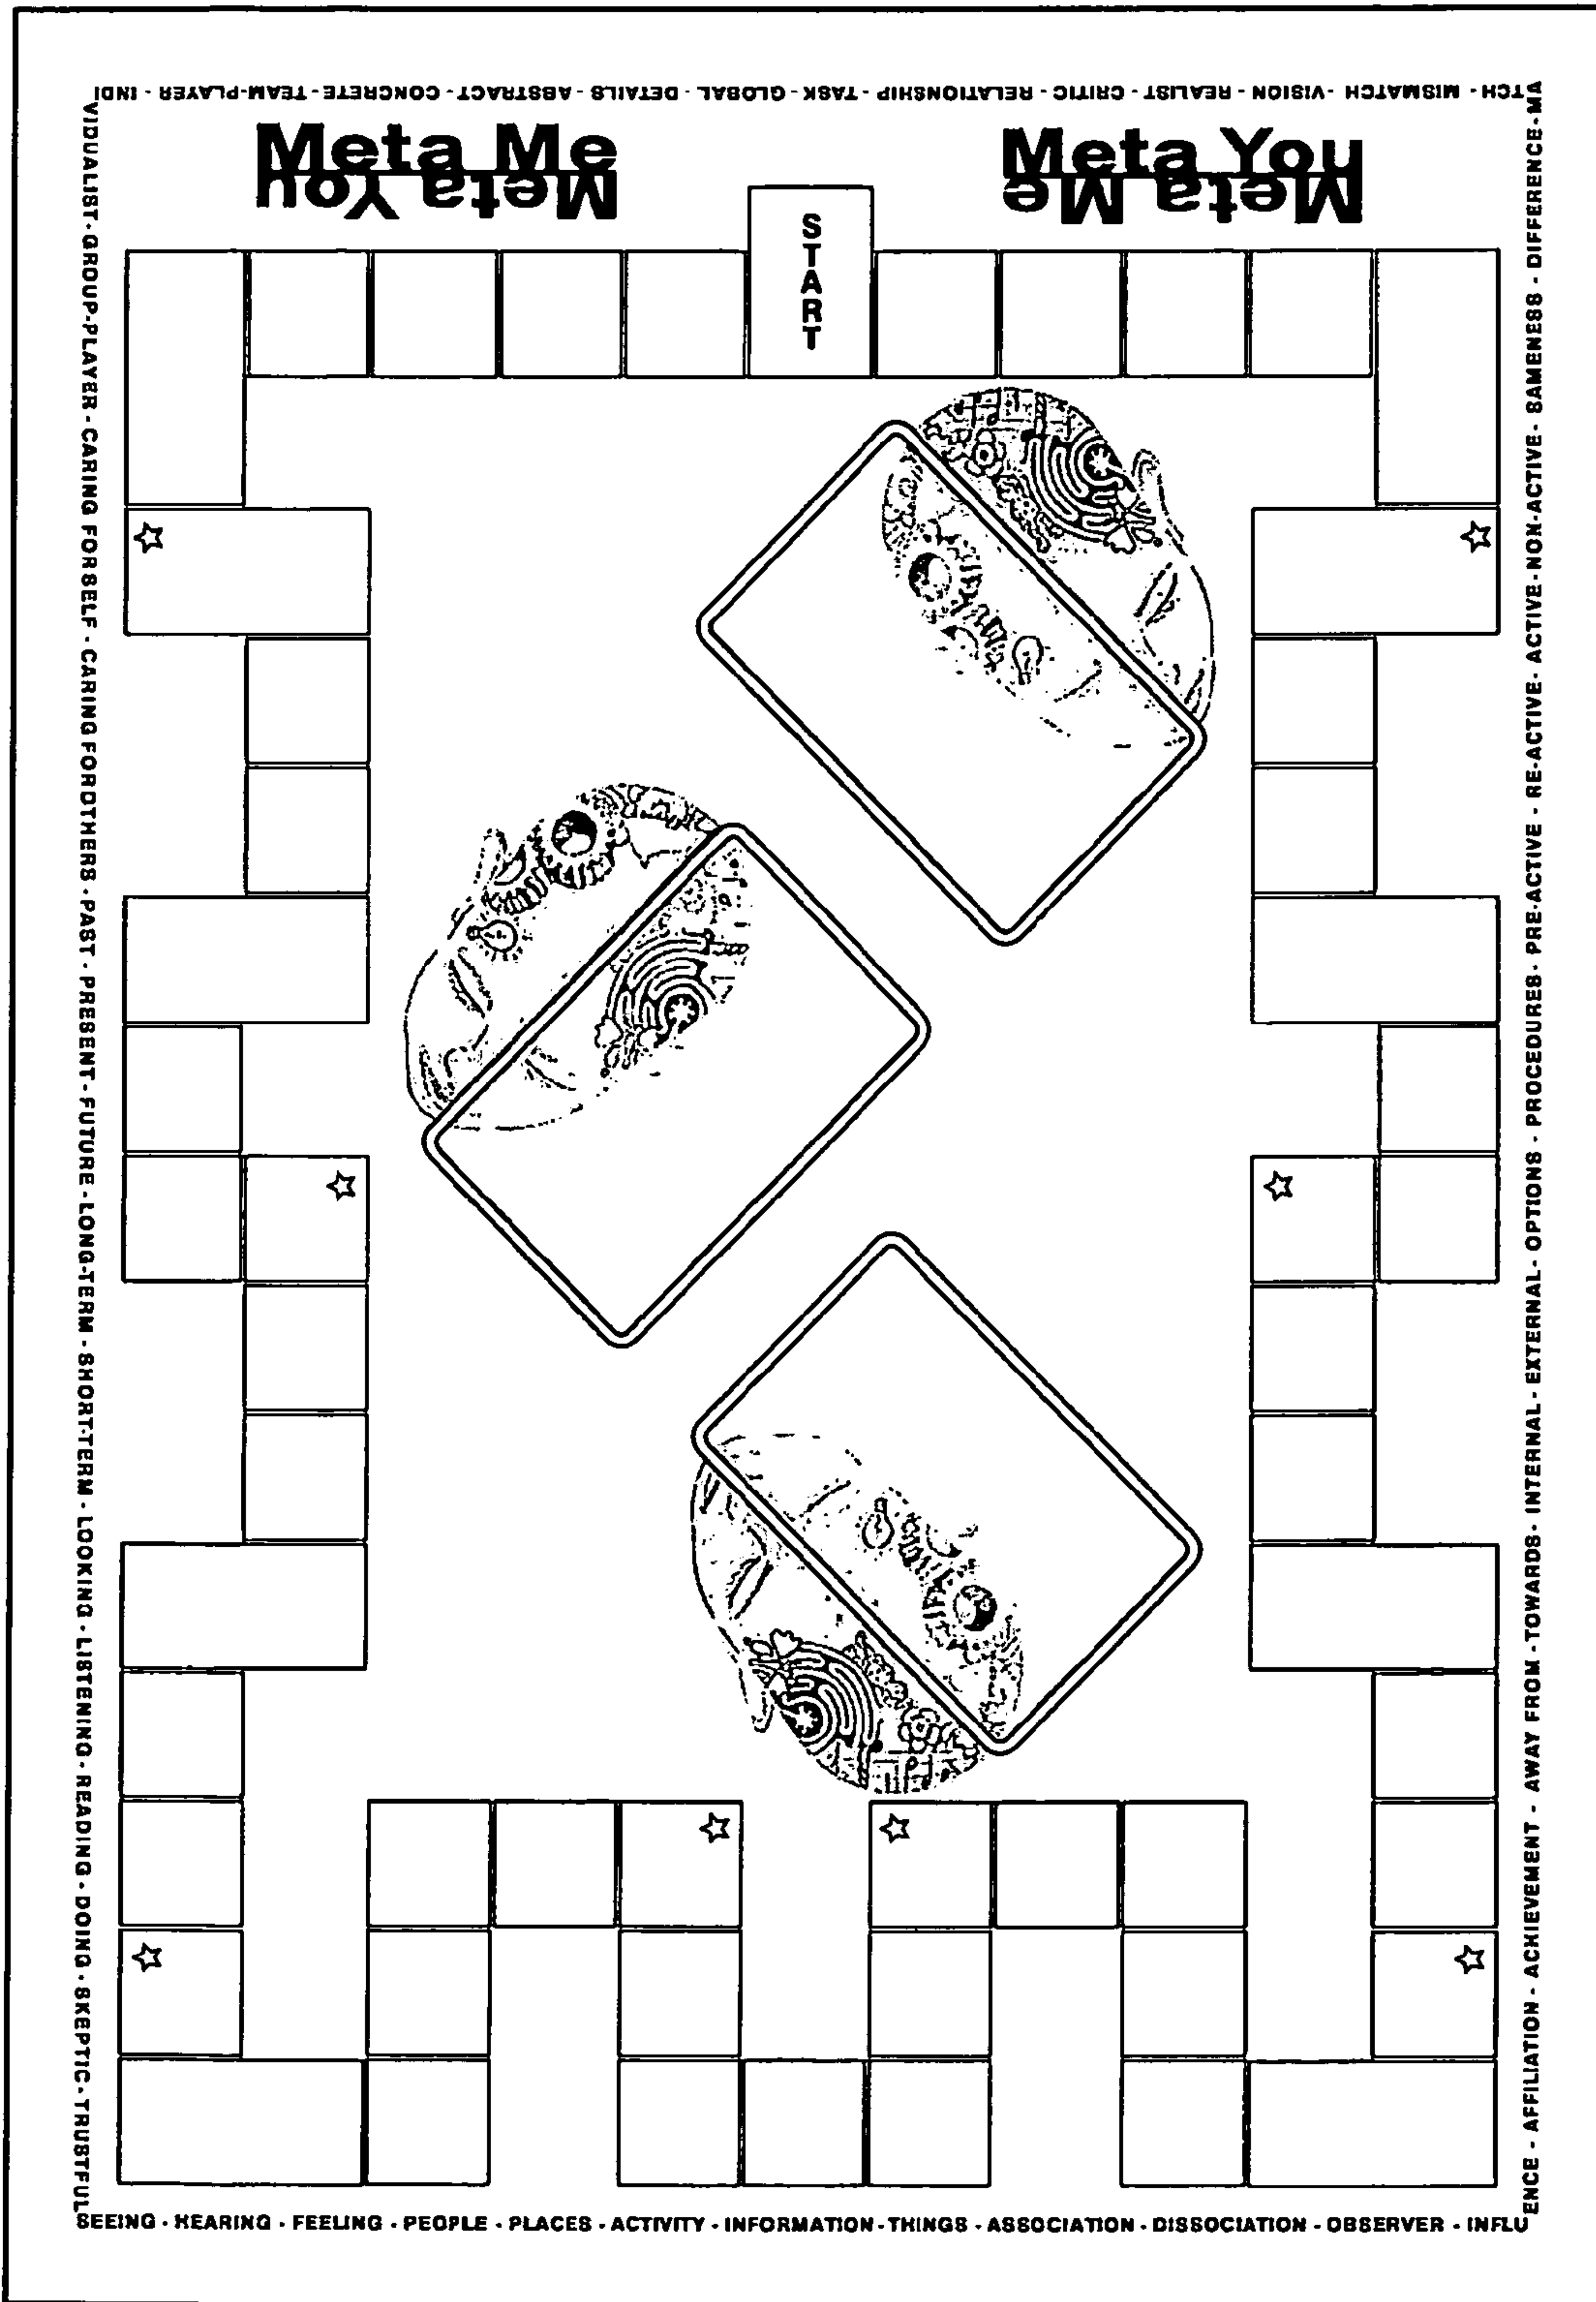 TCH - MISMATCH - VISION - REALIST - CRITIC - RELATIONSHIP - TASK - GLOBAL - DETAILS - ABSTRACT - CONCRETE - TEAM-PLAYER - INDI
VIDUALIST - GROUP-PLAYER - CARING FORSELF - CARING FOROTHERS - PAST - PRESENT - FUTURE - LONG-TERM - SHORT-TERM - LOOKING - LISTENING - READING - DOING - SKEPTIC - TRUSTFUL
Meta Me
Meta You
Meta You
Meta Me
START
SEEING - HEARING - FEELING - PEOPLE - PLACES - ACTIVITY - INFORMATION - THINGS - ASSOCIATION - DISSOCIATION - OBSERVER - INFLU
ENCE - AFFILIATION - ACHIEVEMENT - AWAY FROM - TOWARDS - INTERNAL - EXTERNAL - OPTIONS - PROCEDURES - PRE-ACTIVE - RE-ACTIVE - ACTIVE - NON-ACTIVE - SAMENESS - DIFFERENCE - MA